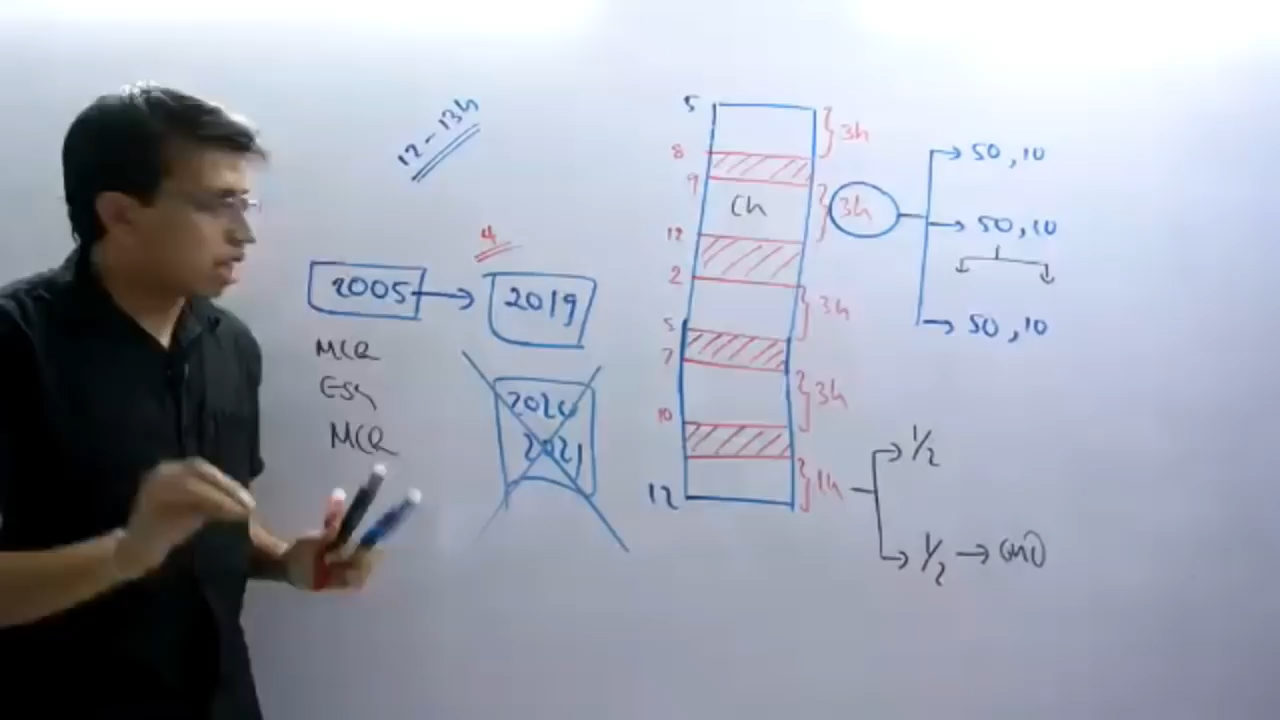 12-13h
4
2005 → 2019
MCQ
Esy
MCQ
2020
2021
5
8
9
12
2
5
7
10
12
Ch
3h
3h
3h
3h
1h
50, 10
50, 10
50, 10
1/2
1/2 →